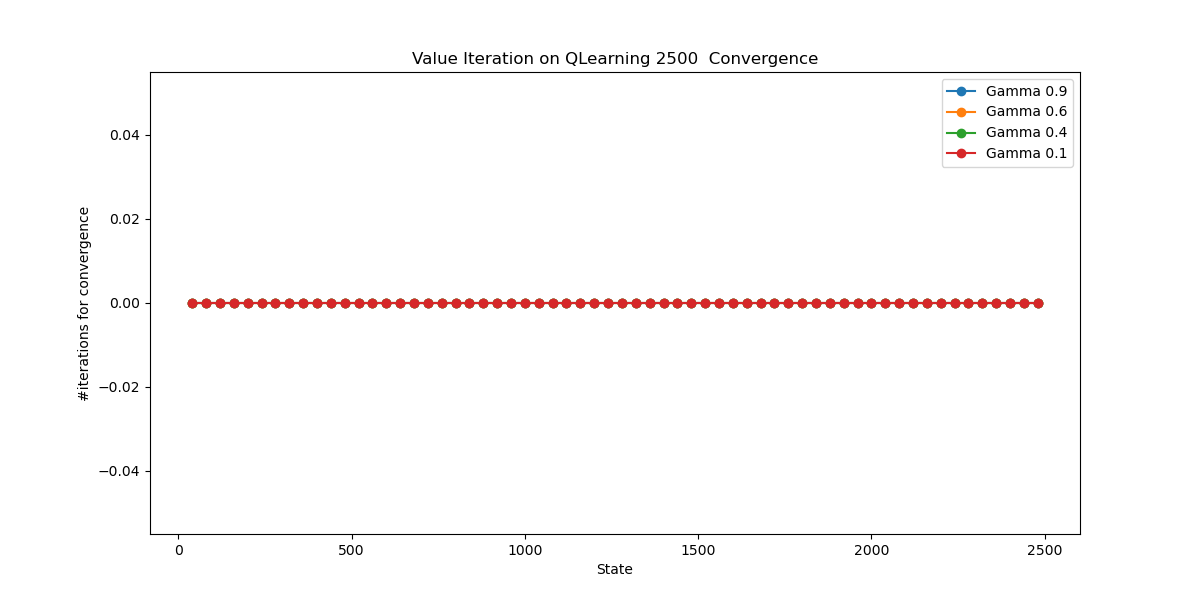 Value Iteration on QLearning 2500  Convergence
Gamma 0.9
Gamma 0.6
Gamma 0.4
Gamma 0.1
#iterations for convergence
0.04
0.02
0.00
−0.02
−0.04
0
500
1000
1500
2000
2500
State